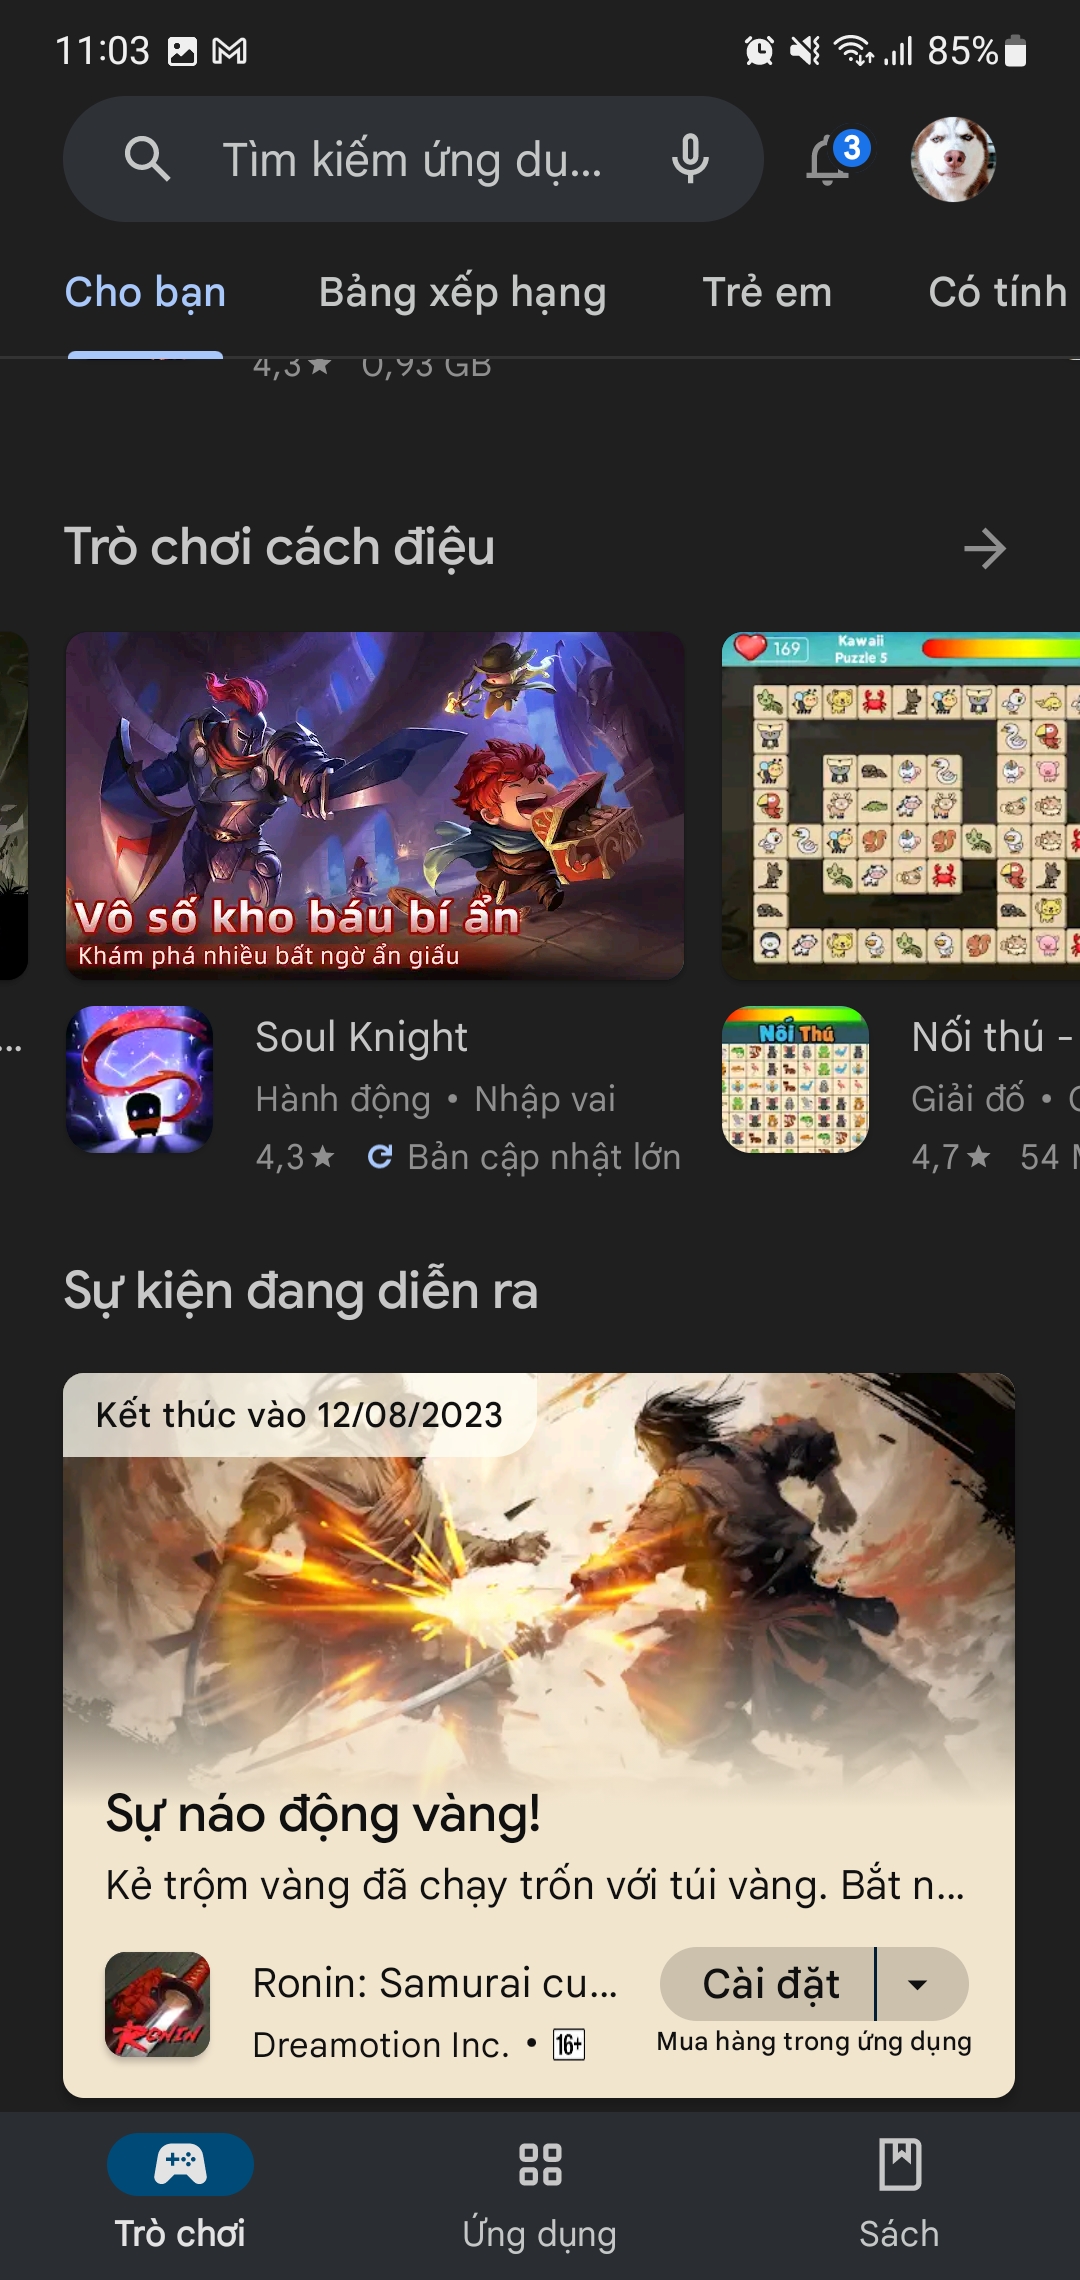 11:03
85%
Tìm kiếm ứng dụ...
3
Cho bạn
Bảng xếp hạng
Trẻ em
Có tính
4,3★ 0,93 GB
Trò chơi cách điệu
169
Kawaii
Puzzle 5
Vô số kho báu bí ẩn
Khám phá nhiều bất ngờ ẩn giấu
...
Soul Knight
Hành động • Nhập vai
4,3★ Bản cập nhật lớn
Nối Thú
Nối thú -
Giải đố •
4,7★ 54
Sự kiện đang diễn ra
Kết thúc vào 12/08/2023
Sự náo động vàng!
Kẻ trộm vàng đã chạy trốn với túi vàng. Bắt n...
RONIN
Ronin: Samurai cu...
Dreamotion Inc. • 16+
Cài đặt
Mua hàng trong ứng dụng
Trò chơi
Ứng dụng
Sách